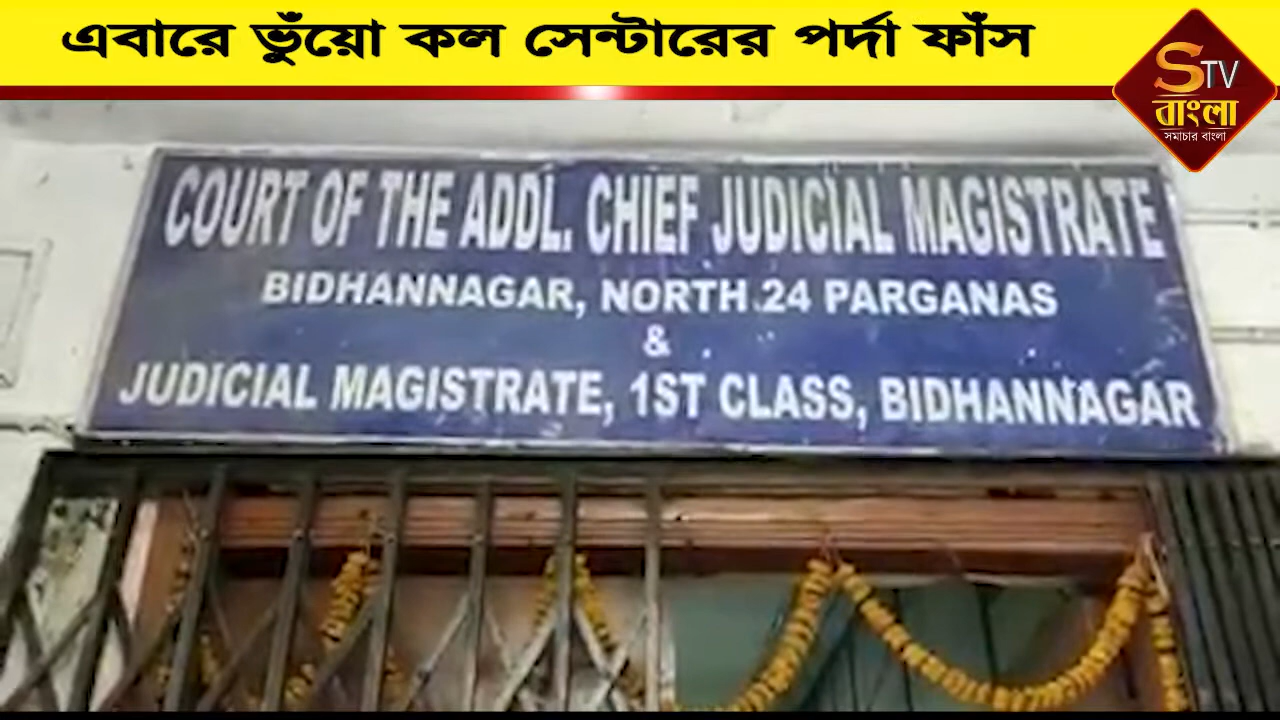 এবারে ভুঁয়ো কল সেন্টারের পর্দা ফাঁস
STV
বাংলা
সমাচার বাংলা
COURT OF THE ADDL. CHIEF JUDICIAL MAGISTRATE
BIDHANNAGAR, NORTH 24 PARGANAS
&
JUDICIAL MAGISTRATE, 1ST CLASS, BIDHANNAGAR